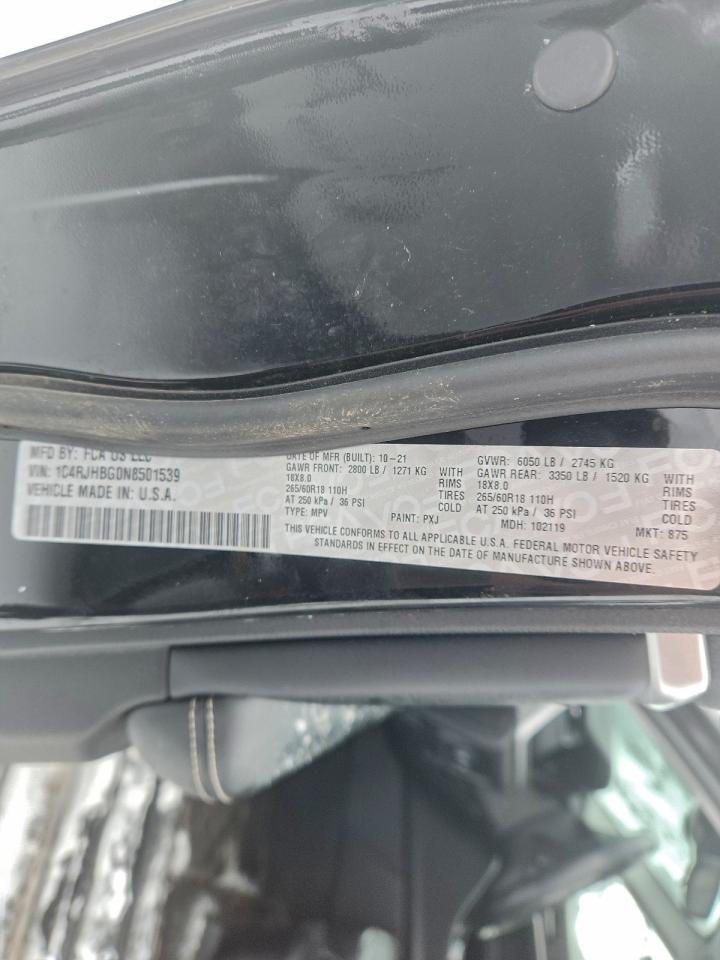 MFD BY: FCA US LLC
VIN: 1C4RJHBG0N8501539
VEHICLE MADE IN U.S.A.
DATE OF MFR (BUILT): 10-21
GAWR FRONT: 2800 LB / 1271 KG WITH
18X8.0 RIMS
265/60R18 110H TIRES
AT 250 kPa / 36 PSI COLD
TYPE: MPV PAINT: PXJ
GVWR: 6050 LB / 2745 KG
GAWR REAR: 3350 LB / 1520 KG WITH
18X8.0 RIMS
265/60R18 110H TIRES
AT 250 kPa / 36 PSI COLD
MDH: 102119 MKT: 875
THIS VEHICLE CONFORMS TO ALL APPLICABLE U.S.A. FEDERAL MOTOR VEHICLE SAFETY
STANDARDS IN EFFECT ON THE DATE OF MANUFACTURE SHOWN ABOVE.